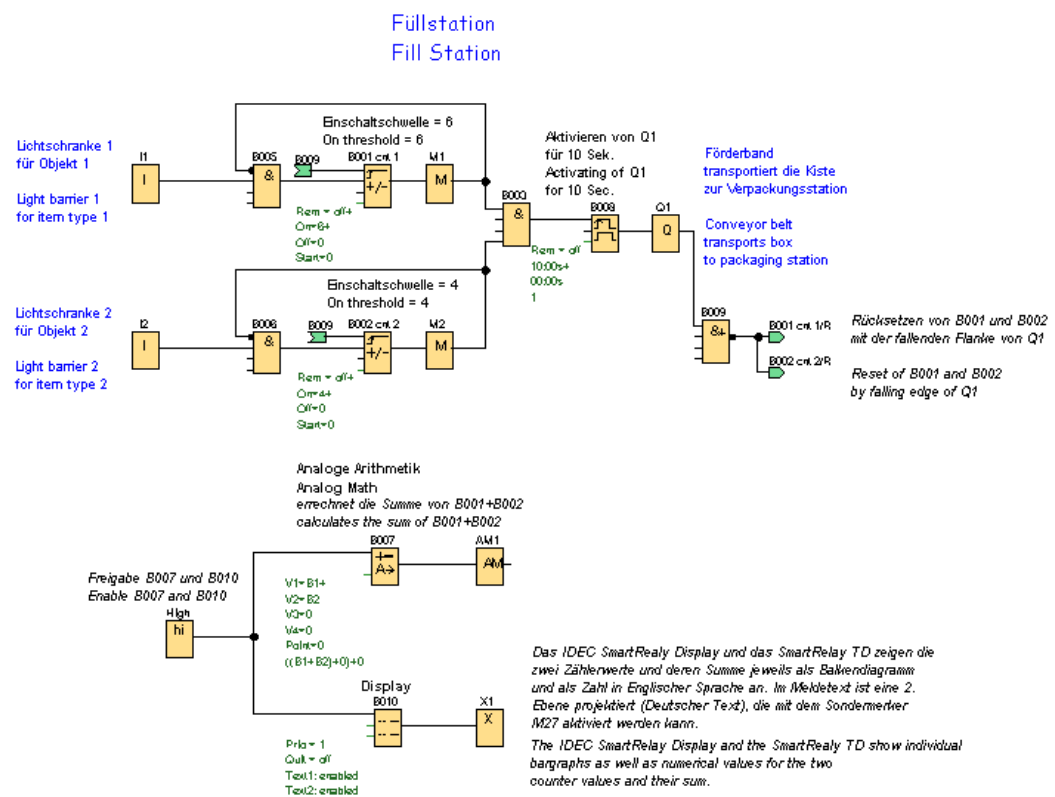 Füllstation
Fill Station
Einschaltschwelle = 6
On threshold = 6
Aktivieren von Q1
für 10 Sek.
Activating of Q1
for 10 Sec.
Lichtschranke 1
für Objekt 1
Light barrier 1
for item type 1
I1
I
B005
&
B009
B001 cnt 1
+/-
M1
M
Rem = off+
On=6+
Off=0
Start=0
B003
&
B008
Rem = off
10:00s+
00:00s
1
Q1
Q
Förderband
transportiert die Kiste
zur Verpackungsstation
Conveyor belt
transports box
to packaging station
Einschaltschwelle = 4
On threshold = 4
Lichtschranke 2
für Objekt 2
Light barrier 2
for item type 2
I2
I
B006
&
B009
B002 cnt 2
+/-
M2
M
Rem = off+
On=4+
Off=0
Start=0
B009
&↓
B001 cnt 1/R
B002 cnt 2/R
Rücksetzen von B001 und B002
mit der fallenden Flanke von Q1
Reset of B001 and B002
by falling edge of Q1
Analoge Arithmetik
Analog Math
errechnet die Summe von B001+B002
calculates the sum of B001+B002
B007
+−
A→
AM1
AM
V1=B1+
V2=B2
V3=0
V4=0
Point=0
((B1+B2)+0)+0
Freigabe B007 und B010
Enable B007 and B010
High
hi
Display
B010
X1
X
Prio = 1
Quit = off
Text1: enabled
Text2: enabled
Das IDEC SmartRealy Display und das SmartRelay TD zeigen die
zwei Zählerwerte und deren Summe jeweils als Balkendiagramm
und als Zahl in Englischer Sprache an. Im Meldetext ist eine 2.
Ebene projektiert (Deutscher Text), die mit dem Sondermerker
M27 aktiviert werden kann.
The IDEC SmartRelay Display and the SmartRealy TD show individual
bargraphs as well as numerical values for the two
counter values and their sum.